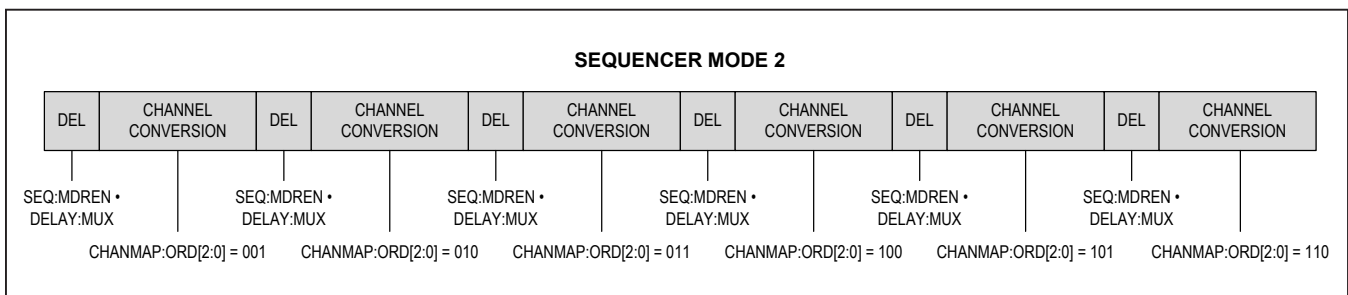 SEQUENCER MODE 2
DEL
CHANNEL
CONVERSION
DEL
CHANNEL
CONVERSION
DEL
CHANNEL
CONVERSION
DEL
CHANNEL
CONVERSION
DEL
CHANNEL
CONVERSION
DEL
CHANNEL
CONVERSION
SEQ:MDREN •
DELAY:MUX
SEQ:MDREN •
DELAY:MUX
SEQ:MDREN •
DELAY:MUX
SEQ:MDREN •
DELAY:MUX
SEQ:MDREN •
DELAY:MUX
SEQ:MDREN •
DELAY:MUX
CHANMAP:ORD[2:0] = 001
CHANMAP:ORD[2:0] = 010
CHANMAP:ORD[2:0] = 011
CHANMAP:ORD[2:0] = 100
CHANMAP:ORD[2:0] = 101
CHANMAP:ORD[2:0] = 110